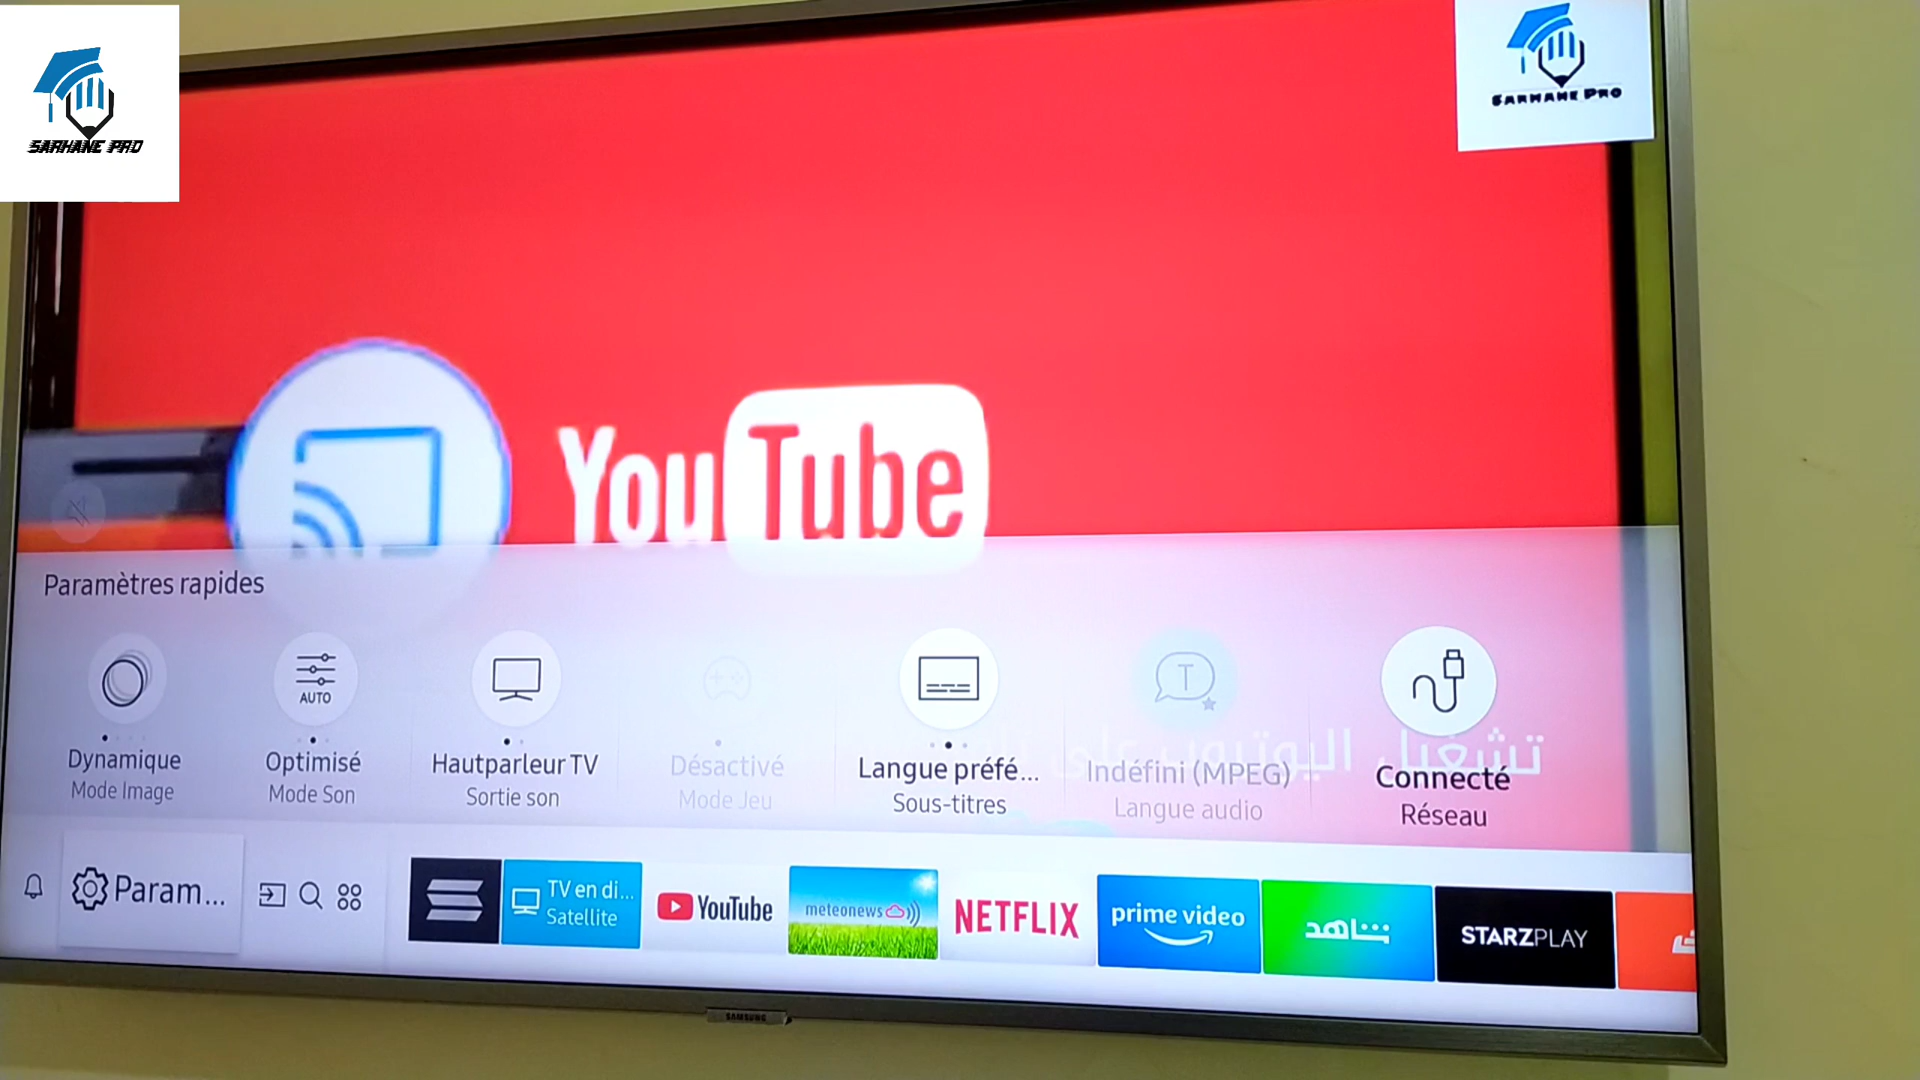 SARHANE PRO
SARHANE PRO
YouTube
Paramètres rapides
AUTO
تشغيل اليوتيوب على
Dynamique
Mode Image
Optimisé
Mode Son
Hautparleur TV
Sortie son
Désactivé
Mode Jeu
Langue préfé...
Sous-titres
T
Indéfini (MPEG)
Langue audio
Connecté
Réseau
Param...
TV en di...
Satellite
YouTube
meteonews
NETFLIX
prime video
شاهد
STARZPLAY
SAMSUNG